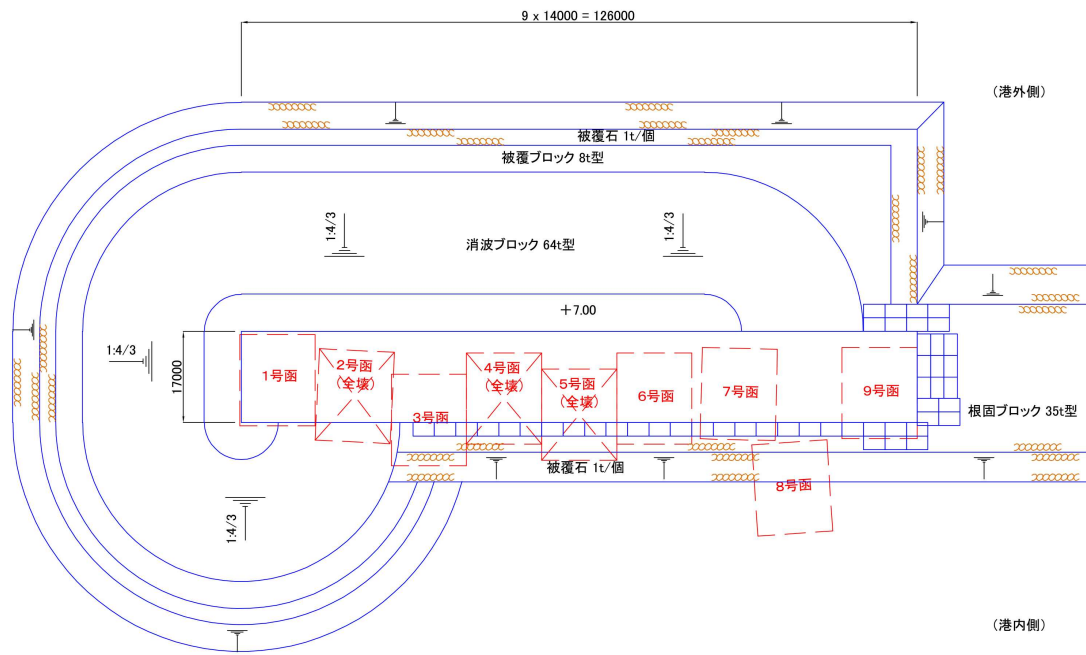 9 x 14000 = 126000
(港外側)
被覆石 1t/個
被覆ブロック 8t型
1:4/3
消波ブロック 64t型
1:4/3
+7.00
1:4/3
17000
1号函
2号函
(全壊)
3号函
4号函
(全壊)
5号函
(全壊)
6号函
7号函
9号函
根固ブロック 35t型
被覆石 1t/個
8号函
1:4/3
(港内側)